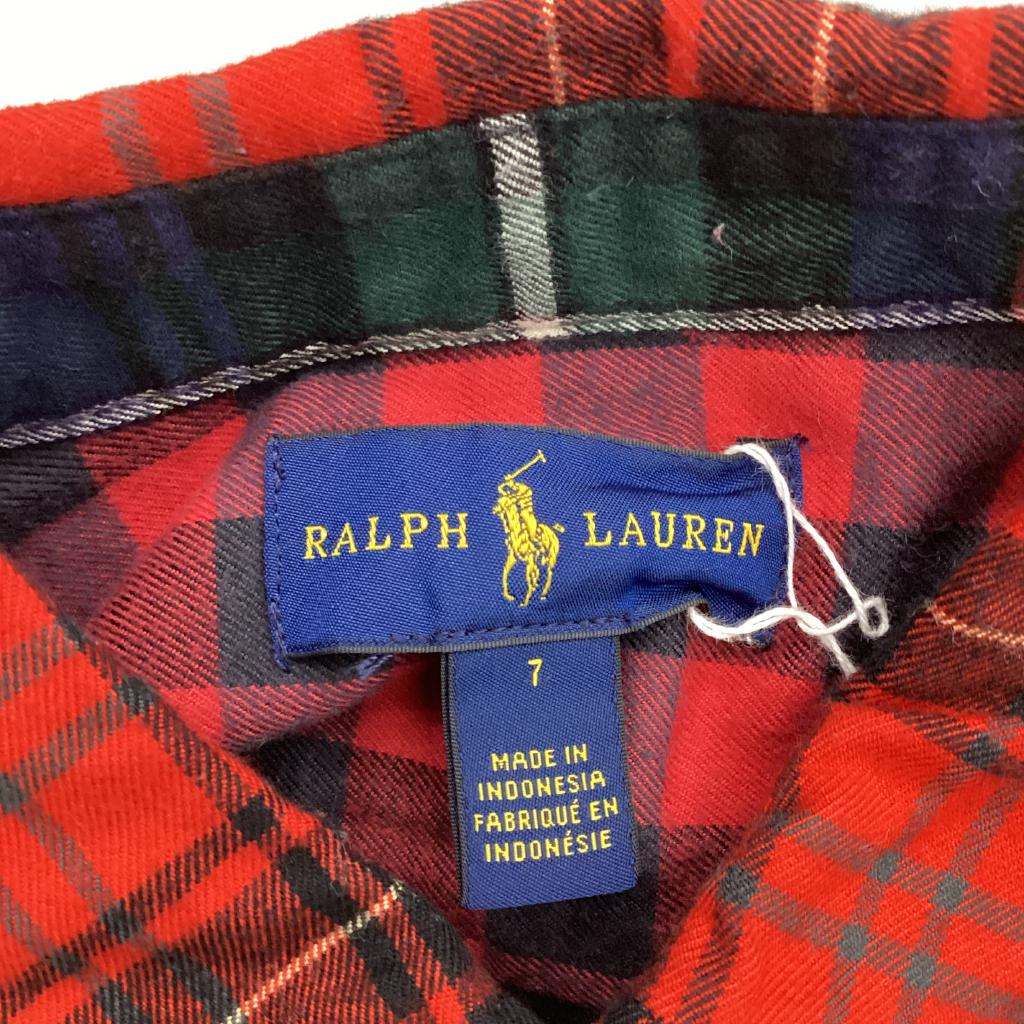 RALPH LAUREN
7
MADE IN
INDONESIA
FABRIQUÉ EN
INDONÉSIE